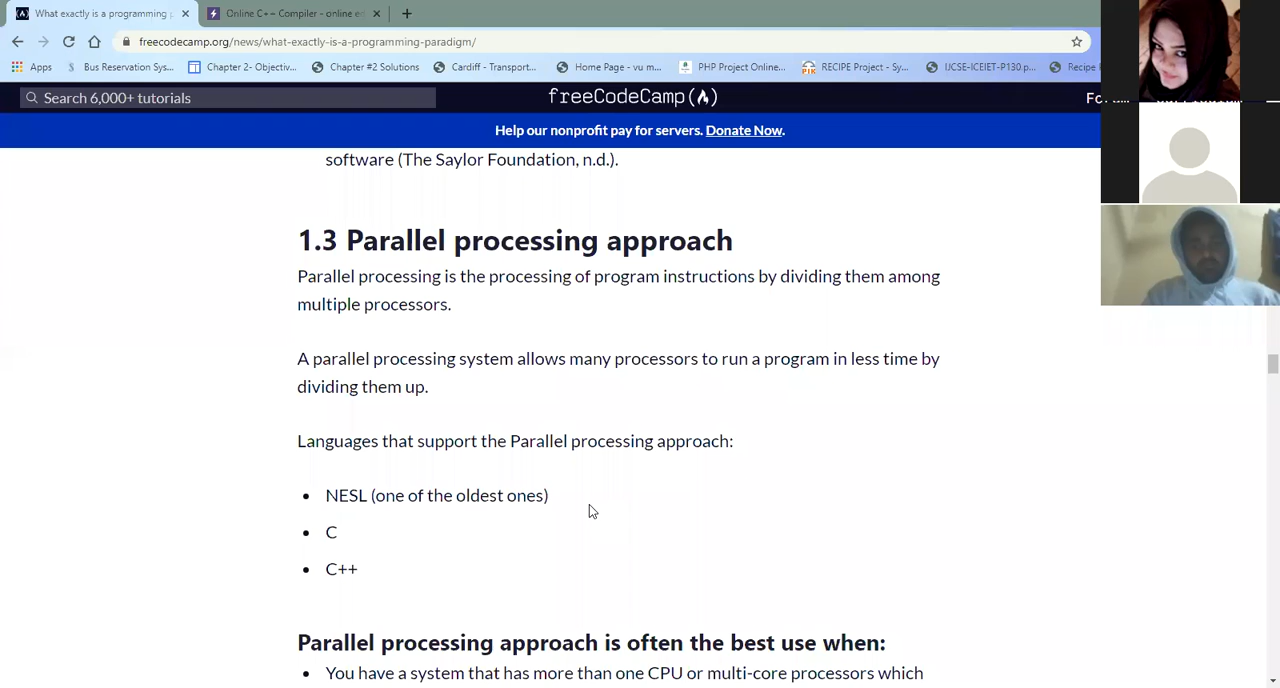 What exactly is a programming p
Online C++ Compiler - online ed
freecodecamp.org/news/what-exactly-is-a-programming-paradigm/
Apps
Bus Reservation Sys...
Chapter 2- Objectiv...
Chapter #2 Solutions
Cardiff - Transport...
Home Page - vu m...
PHP Project Online...
RECIPE Project - Sy...
IJCSE-ICEIET-P130.p...
Recipe
Search 6,000+ tutorials
freeCodeCamp
Help our nonprofit pay for servers. Donate Now.
software (The Saylor Foundation, n.d.).
1.3 Parallel processing approach
Parallel processing is the processing of program instructions by dividing them among
multiple processors.
A parallel processing system allows many processors to run a program in less time by
dividing them up.
Languages that support the Parallel processing approach:
NESL (one of the oldest ones)
C
C++
Parallel processing approach is often the best use when:
You have a system that has more than one CPU or multi-core processors which